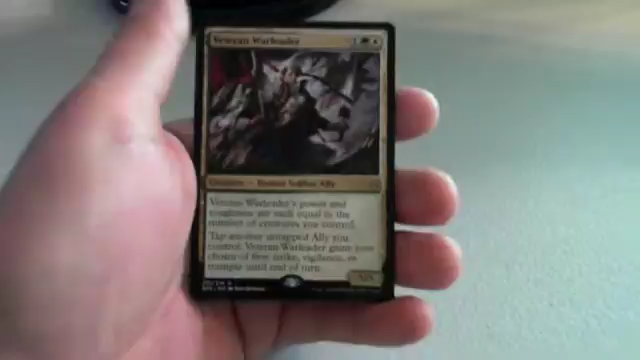 Veteran Warleader 1
Creature — Human Soldier Ally
Veteran Warleader's power and
toughness are each equal to the
number of creatures you control.
Tap another untapped Ally you
control: Veteran Warleader gains your
choice of first strike, vigilance, or
trample until end of turn.
*/*